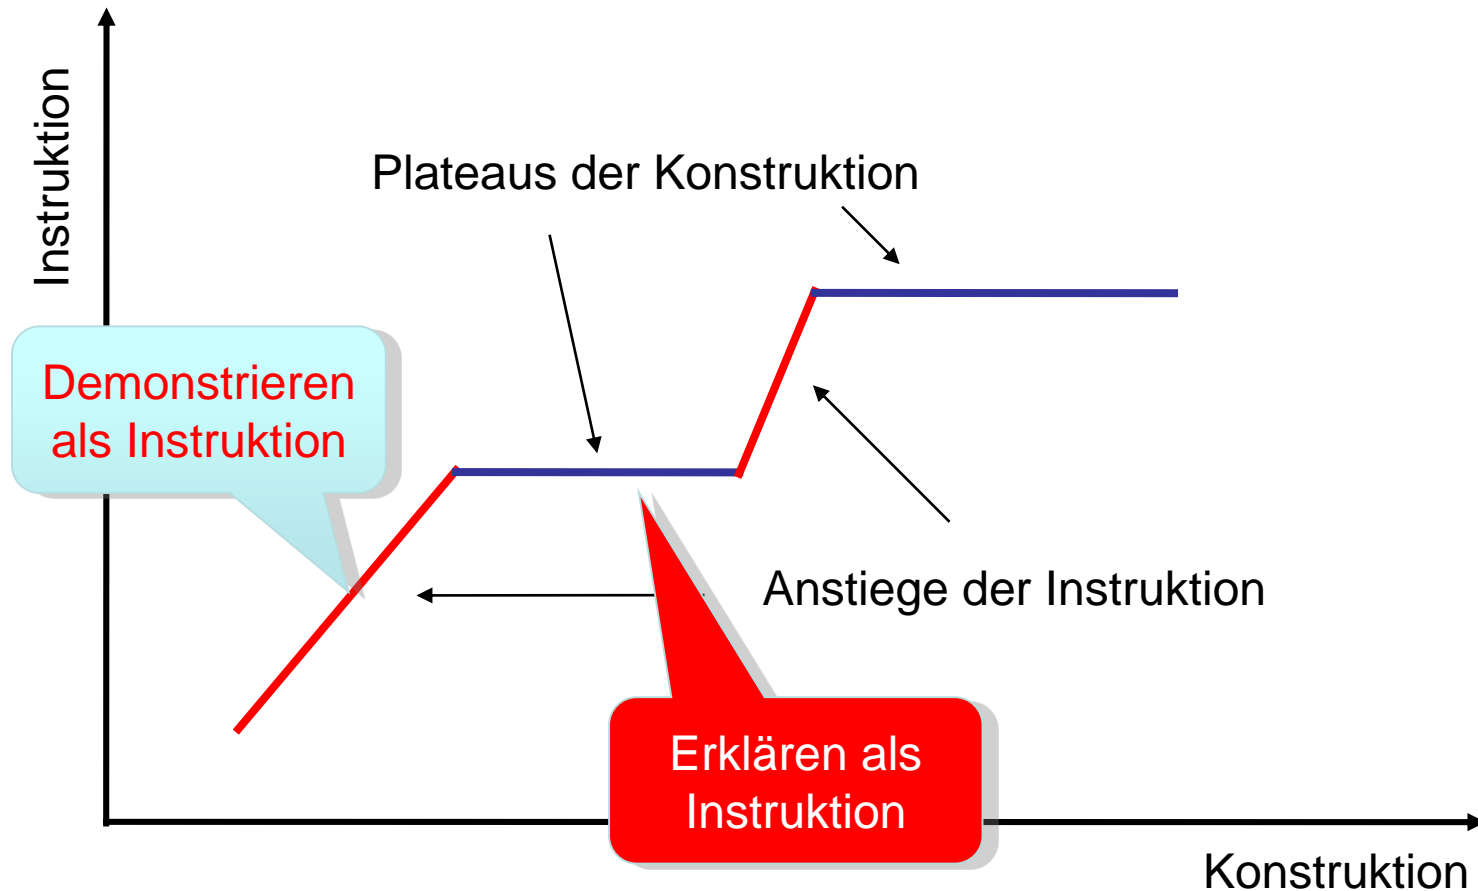 Instruktion
Plateaus der Konstruktion
Demonstrieren
als Instruktion
Anstiege der Instruktion
Erklären als
Instruktion
Konstruktion